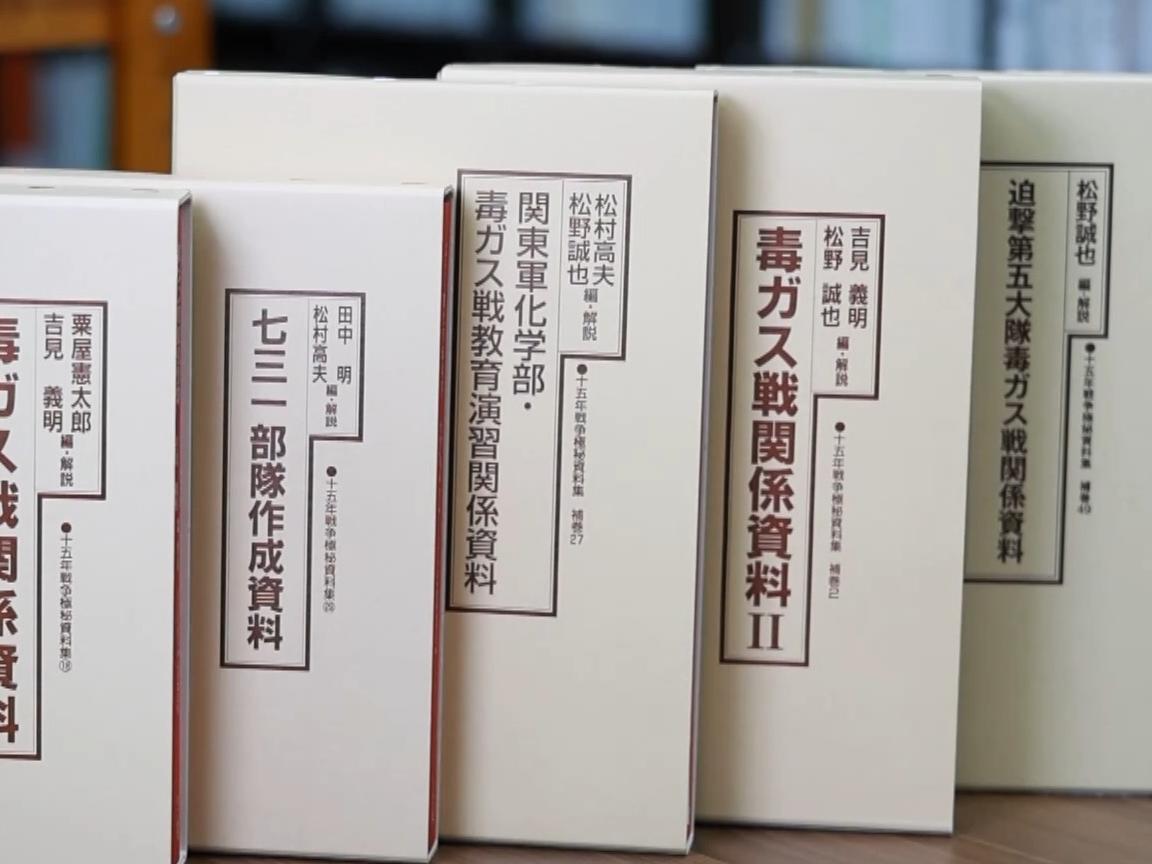 粟屋憲太郎
吉見 義明
編・解説
毒ガス戦関係資料
●十五年戦争極秘資料集⑱
田中 明
松村高夫
編・解説
七三一部隊作成資料
●十五年戦争極秘資料集
松村高夫
松野誠也
編・解説
関東軍化学部・
毒ガス戦教育演習関係資料
●十五年戦争極秘資料集 補巻27
吉見 義明
松野 誠也
編・解説
毒ガス戦関係資料II
●十五年戦争極秘資料集 補巻2
松野誠也 編・解説
迫撃第五大隊毒ガス戦関係資料
●十五年戦争極秘資料集 補巻49